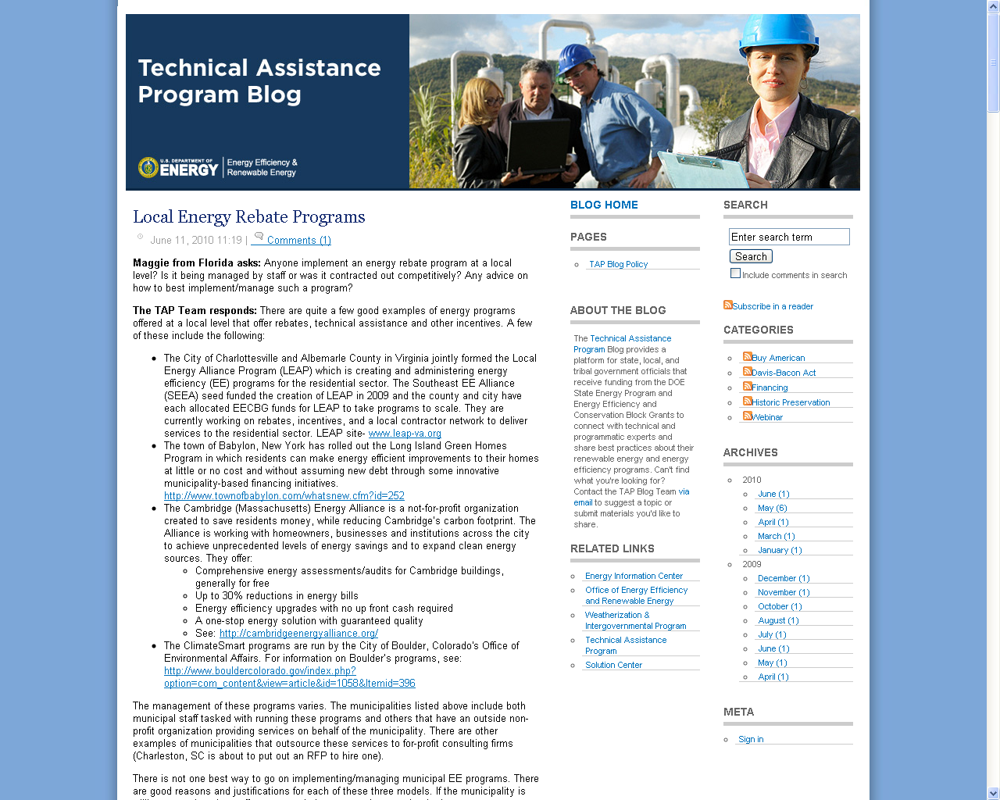 Technical Assistance
Program Blog
U.S. DEPARTMENT OF
ENERGY
Energy Efficiency &
Renewable Energy
Local Energy Rebate Programs
June 11, 2010 11:19 | Comments (1)
Maggie from Florida asks: Anyone implement an energy rebate program at a local
level? Is it being managed by staff or was it contracted out competitively? Any advice on
how to best implement/manage such a program?
The TAP Team responds: There are quite a few good examples of energy programs
offered at a local level that offer rebates, technical assistance and other incentives. A few
of these include the following:
The City of Charlottesville and Albemarle County in Virginia jointly formed the Local
Energy Alliance Program (LEAP) which is creating and administering energy
efficiency (EE) programs for the residential sector. The Southeast EE Alliance
(SEEA) seed funded the creation of LEAP in 2009 and the county and city have
each allocated EECBG funds for LEAP to take programs to scale. They are
currently working on rebates, incentives, and a local contractor network to deliver
services to the residential sector. LEAP site- www.leap-va.org
The town of Babylon, New York has rolled out the Long Island Green Homes
Program in which residents can make energy efficient improvements to their homes
at little or no cost and without assuming new debt through some innovative
municipality-based financing initiatives.
http://www.townofbabylon.com/whatsnew.cfm?id=252
The Cambridge (Massachusetts) Energy Alliance is a not-for-profit organization
created to save residents money, while reducing Cambridge's carbon footprint. The
Alliance is working with homeowners, businesses and institutions across the city
to achieve unprecedented levels of energy savings and to expand clean energy
sources. They offer:
Comprehensive energy assessments/audits for Cambridge buildings,
generally for free
Up to 30% reductions in energy bills
Energy efficiency upgrades with no up front cash required
A one-stop energy solution with guaranteed quality
See: http://cambridgeenergyalliance.org/
The ClimateSmart programs are run by the City of Boulder, Colorado's Office of
Environmental Affairs. For information on Boulder's programs, see:
http://www.bouldercolorado.gov/index.php?
option=com_content&view=article&id=1058&Itemid=396
The management of these programs varies. The municipalities listed above include both
municipal staff tasked with running these programs and others that have an outside non-
profit organization providing services on behalf of the municipality. There are other
examples of municipalities that outsource these services to for-profit consulting firms
(Charleston, SC is about to put out an RFP to hire one).
There is not one best way to go on implementing/managing municipal EE programs. There
are good reasons and justifications for each of these three models. If the municipality is
BLOG HOME
PAGES
TAP Blog Policy
ABOUT THE BLOG
The Technical Assistance
Program Blog provides a
platform for state, local, and
tribal government officials that
receive funding from the DOE
State Energy Program and
Energy Efficiency and
Conservation Block Grants to
connect with technical and
programmatic experts and
share best practices about their
renewable energy and energy
efficiency programs. Can't find
what you're looking for?
Contact the TAP Blog Team via
email to suggest a topic or
submit materials you'd like to
share.
RELATED LINKS
Energy Information Center
Office of Energy Efficiency
and Renewable Energy
Weatherization &
Intergovernmental Program
Technical Assistance
Program
Solution Center
SEARCH
Enter search term
Search
Include comments in search
Subscribe in a reader
CATEGORIES
Buy American
Davis-Bacon Act
Financing
Historic Preservation
Webinar
ARCHIVES
2010
June (1)
May (6)
April (1)
March (1)
January (1)
2009
December (1)
November (1)
October (1)
August (1)
July (1)
June (1)
May (1)
April (1)
META
Sign in